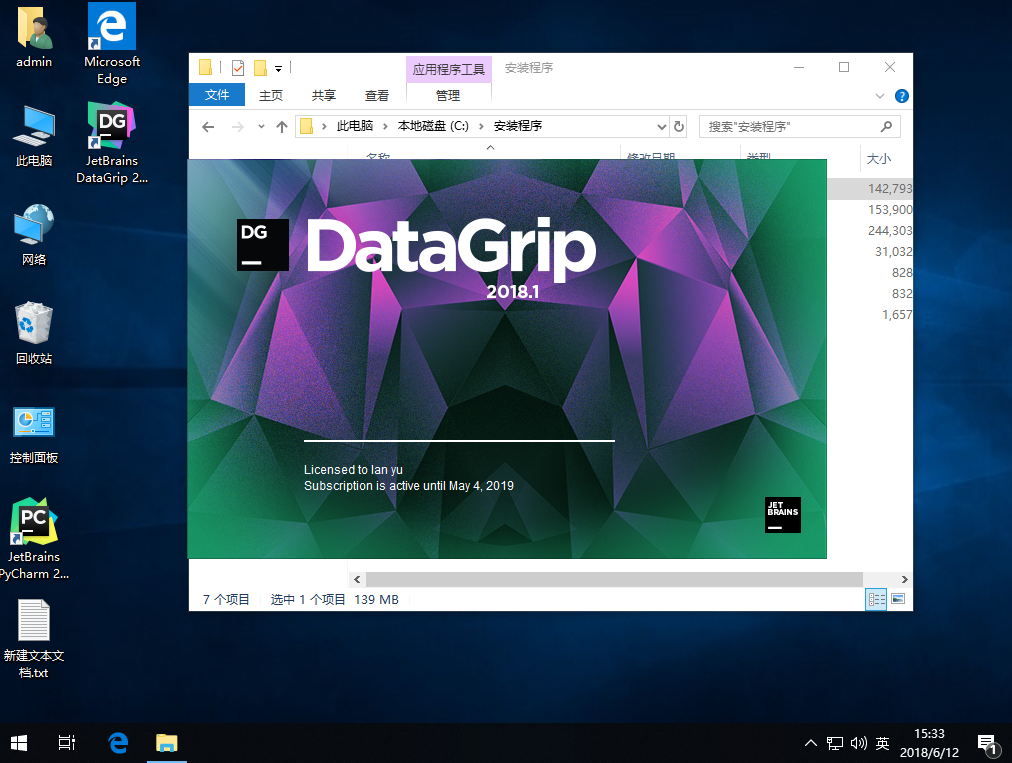 admin
Microsoft
Edge
此电脑
JetBrains
DataGrip 2...
网络
回收站
控制面板
PC
JetBrains
PyCharm 2...
新建文本文
档.txt
应用程序工具
安装程序
文件
主页
共享
查看
管理
此电脑
本地磁盘 (C:)
安装程序
搜索"安装程序"
名称
修改日期
类型
大小
142,793
153,900
244,303
31,032
828
832
1,657
DG
DG
DataGrip
2018.1
Licensed to lan yu
Subscription is active until May 4, 2019
JET
BRAINS
7 个项目
选中 1 个项目 139 MB
英
15:33
2018/6/12
1